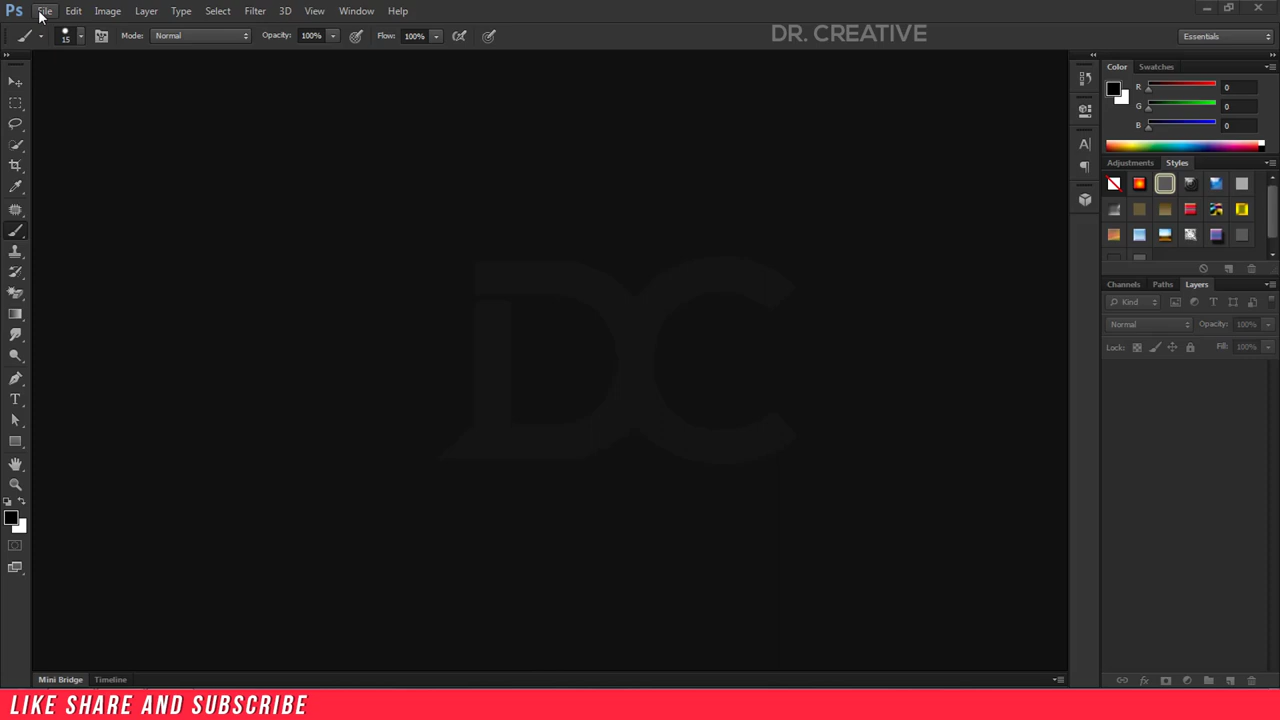 Ps File Edit Image Layer Type Select Filter 3D View Window Help
15 Mode: Normal Opacity: 100% Flow: 100% DR. CREATIVE Essentials
Color Swatches
R 0
G 0
B 0
Adjustments Styles
Channels Paths Layers
Kind
Normal Opacity: 100%
Lock: Fill: 100%
DC
Mini Bridge Timeline
LIKE SHARE AND SUBSCRIBE